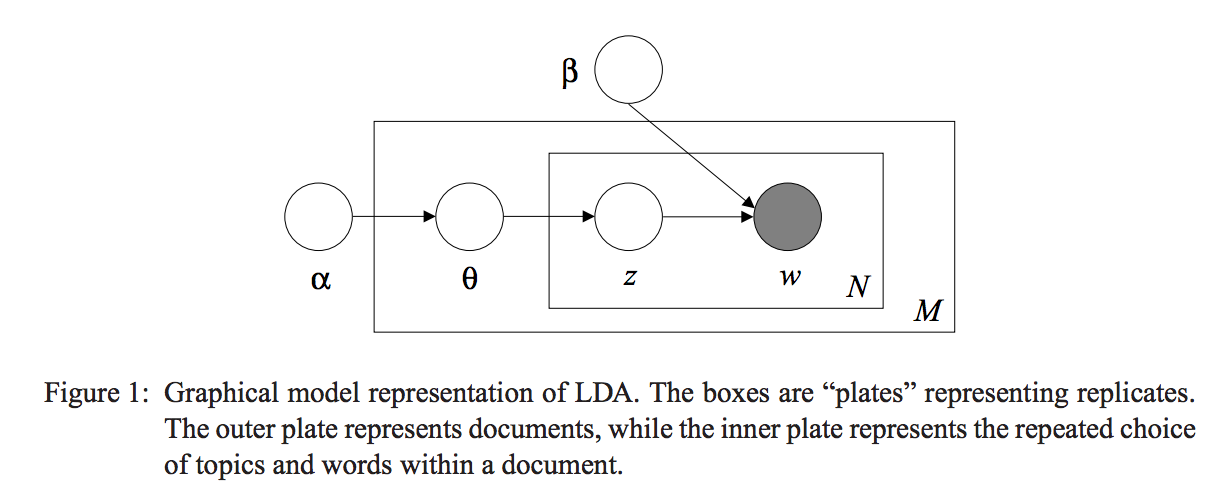 β
α
θ
z
w
N
M
Figure 1: Graphical model representation of LDA. The boxes are “plates” representing replicates.
The outer plate represents documents, while the inner plate represents the repeated choice
of topics and words within a document.